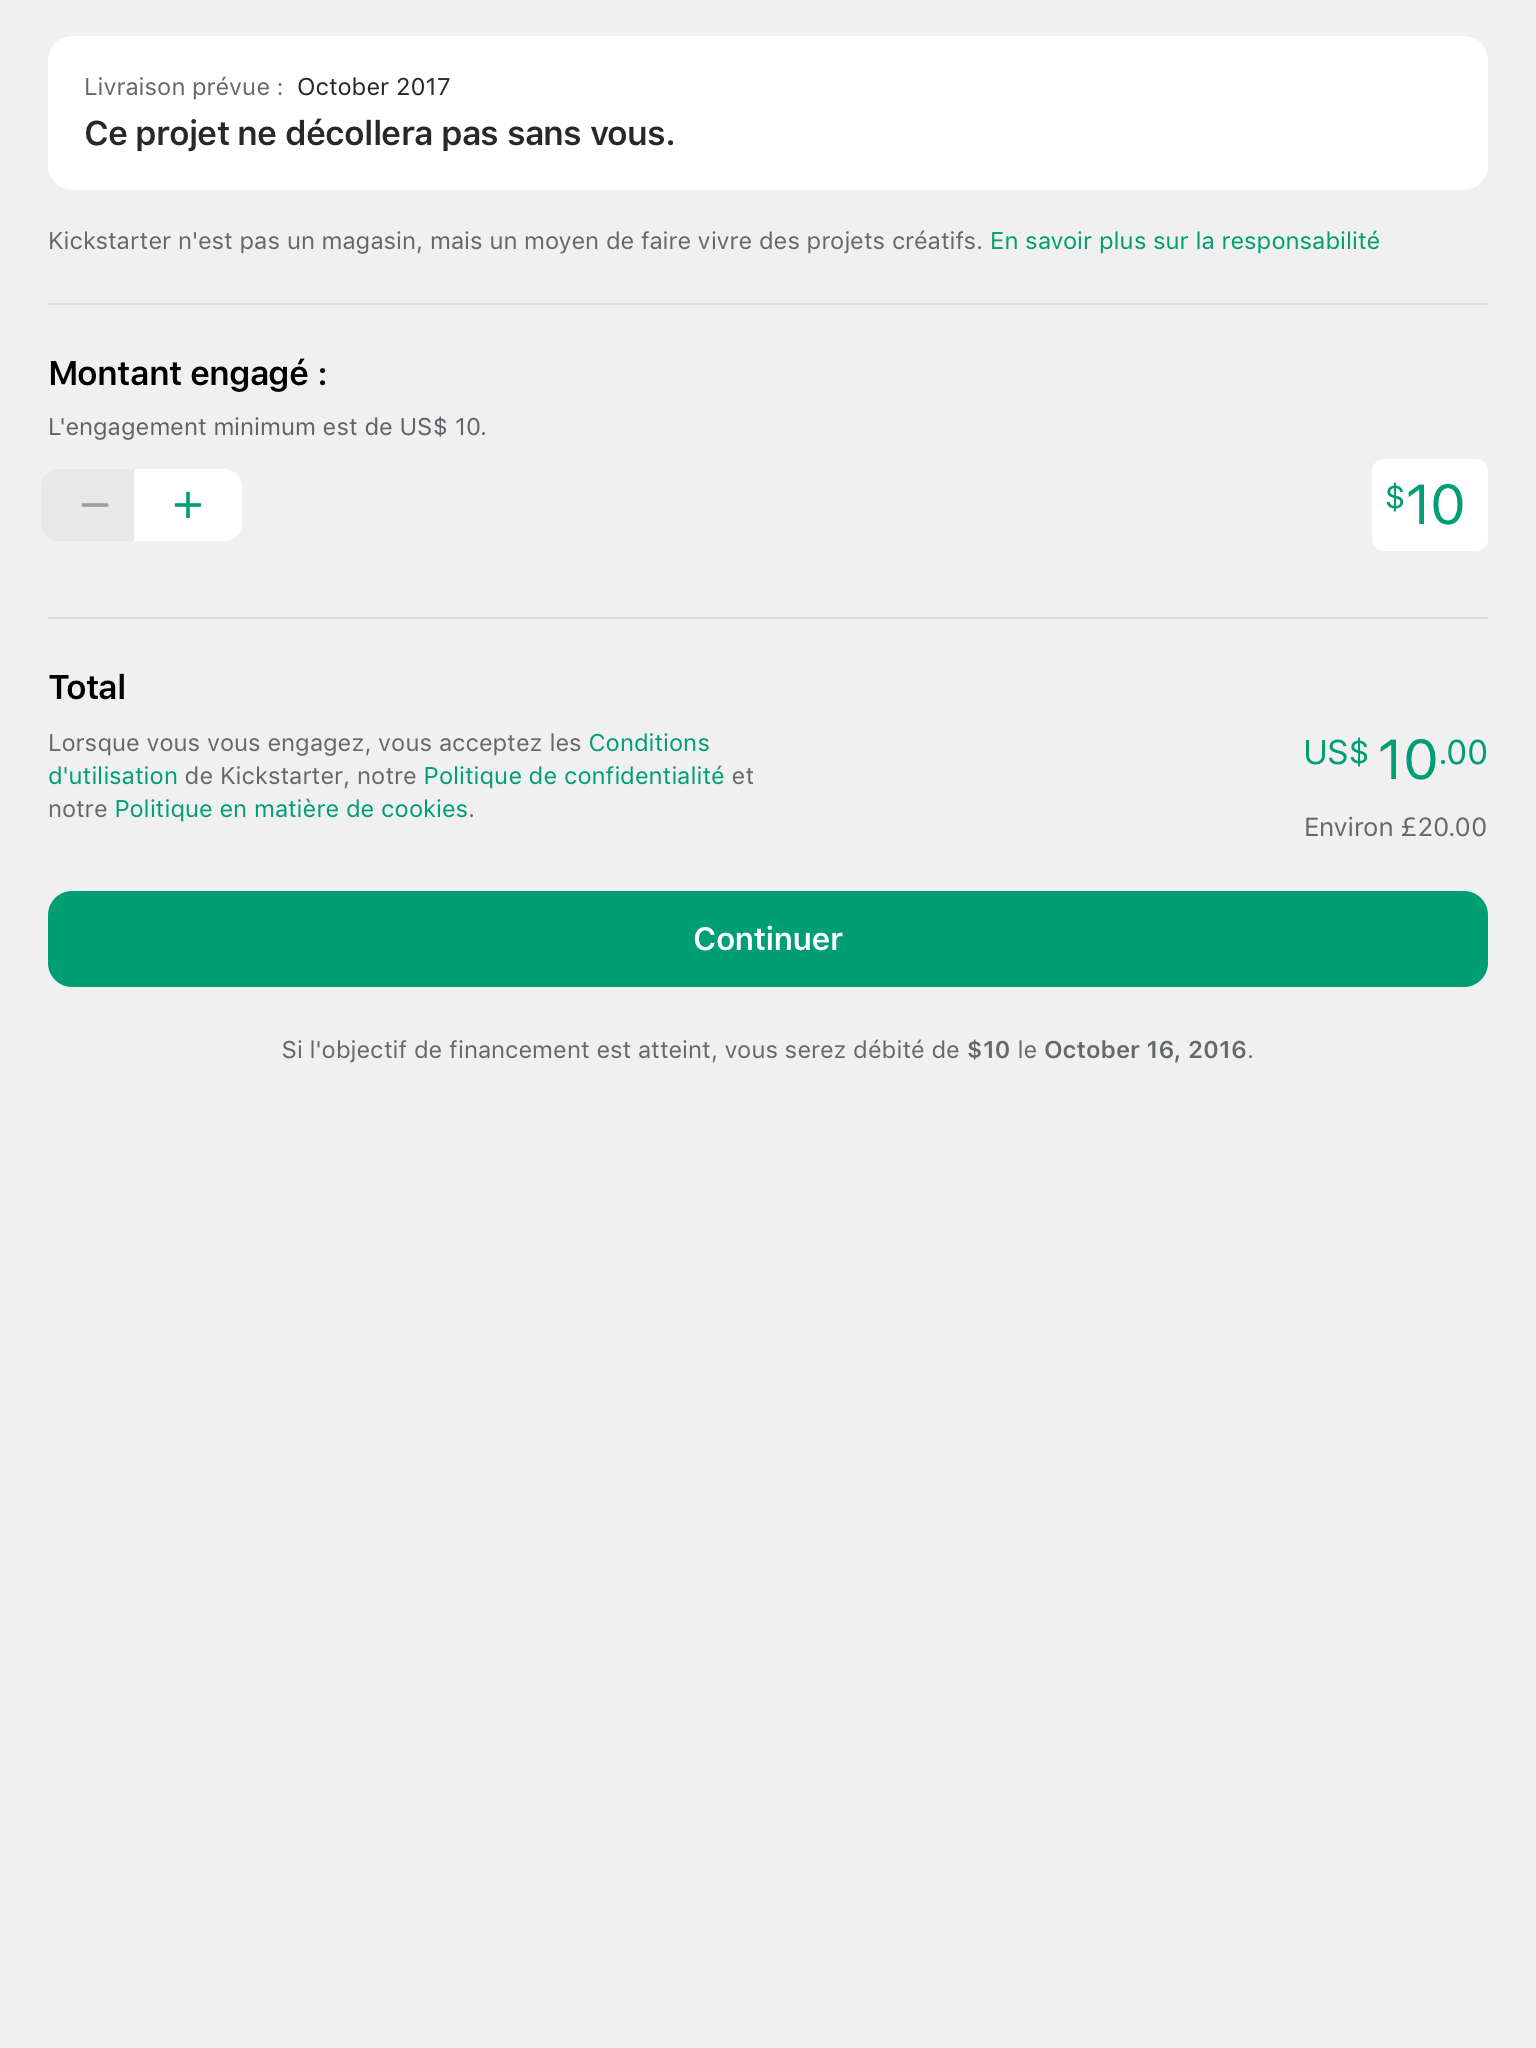 Livraison prévue : October 2017
Ce projet ne décollera pas sans vous.
Kickstarter n'est pas un magasin, mais un moyen de faire vivre des projets créatifs. En savoir plus sur la responsabilité
Montant engagé :
L'engagement minimum est de US$ 10.
− +
$10
Total
Lorsque vous vous engagez, vous acceptez les Conditions
d'utilisation de Kickstarter, notre Politique de confidentialité et
notre Politique en matière de cookies.
US$ 10.00
Environ £20.00
Continuer
Si l'objectif de financement est atteint, vous serez débité de $10 le October 16, 2016.